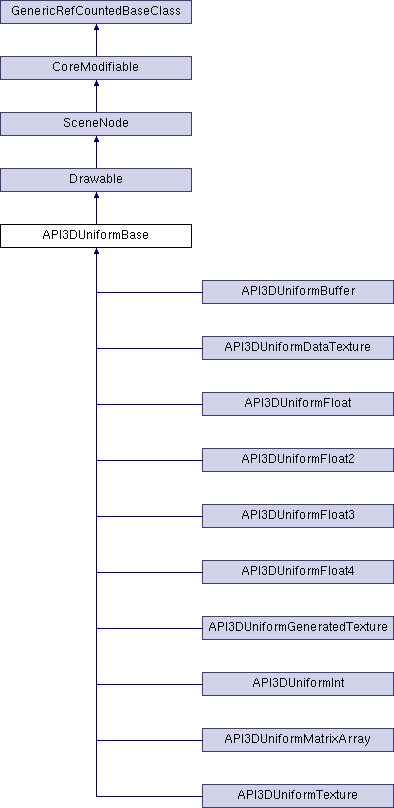 GenericRefCountedBaseClass
CoreModifiable
SceneNode
Drawable
API3DUniformBase
API3DUniformBuffer
API3DUniformDataTexture
API3DUniformFloat
API3DUniformFloat2
API3DUniformFloat3
API3DUniformFloat4
API3DUniformGeneratedTexture
API3DUniformInt
API3DUniformMatrixArray
API3DUniformTexture